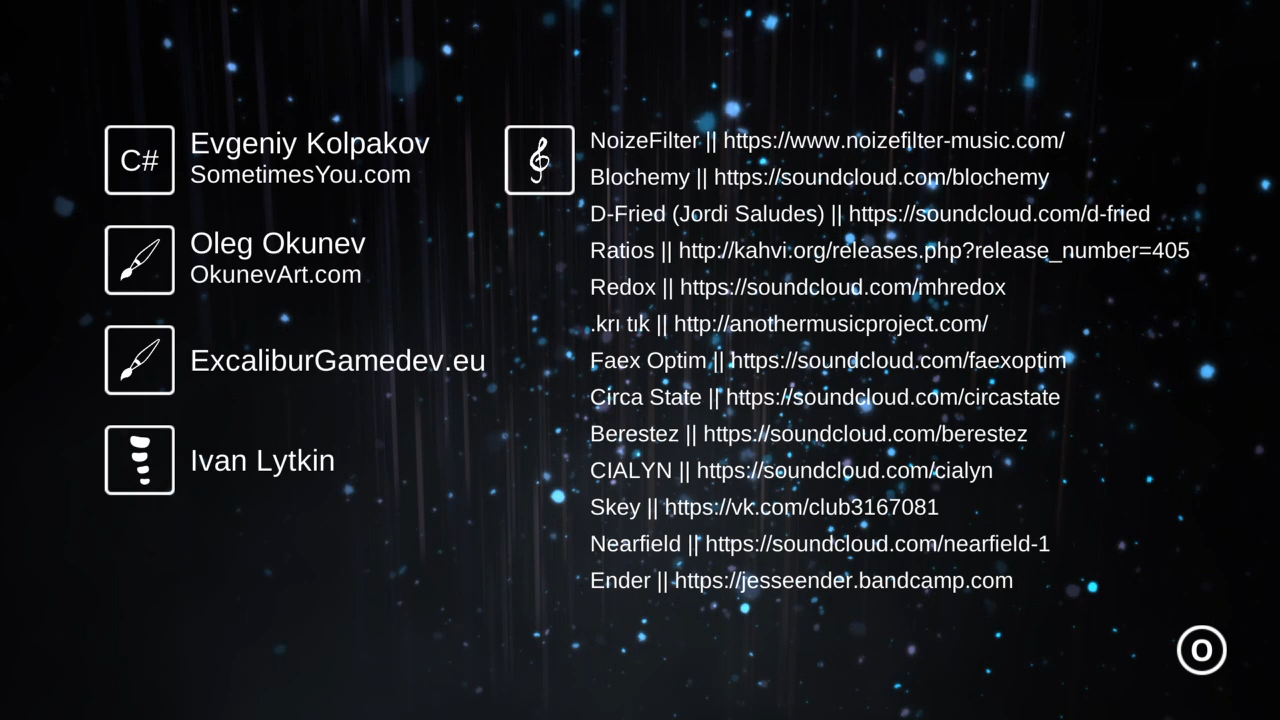 C#
Evgeniy Kolpakov
SometimesYou.com
Oleg Okunev
OkunevArt.com
ExcaliburGamedev.eu
Ivan Lytkin
NoizeFilter || https://www.noizefilter-music.com/
Blochemy || https://soundcloud.com/blochemy
D-Fried (Jordi Saludes) || https://soundcloud.com/d-fried
Ratios || http://kahvi.org/releases.php?release_number=405
Redox || https://soundcloud.com/mhredox
.krı tık || http://anothermusicproject.com/
Faex Optim || https://soundcloud.com/faexoptim
Circa State || https://soundcloud.com/circastate
Berestez || https://soundcloud.com/berestez
CIALYN || https://soundcloud.com/cialyn
Skey || https://vk.com/club3167081
Nearfield || https://soundcloud.com/nearfield-1
Ender || https://jesseender.bandcamp.com
O